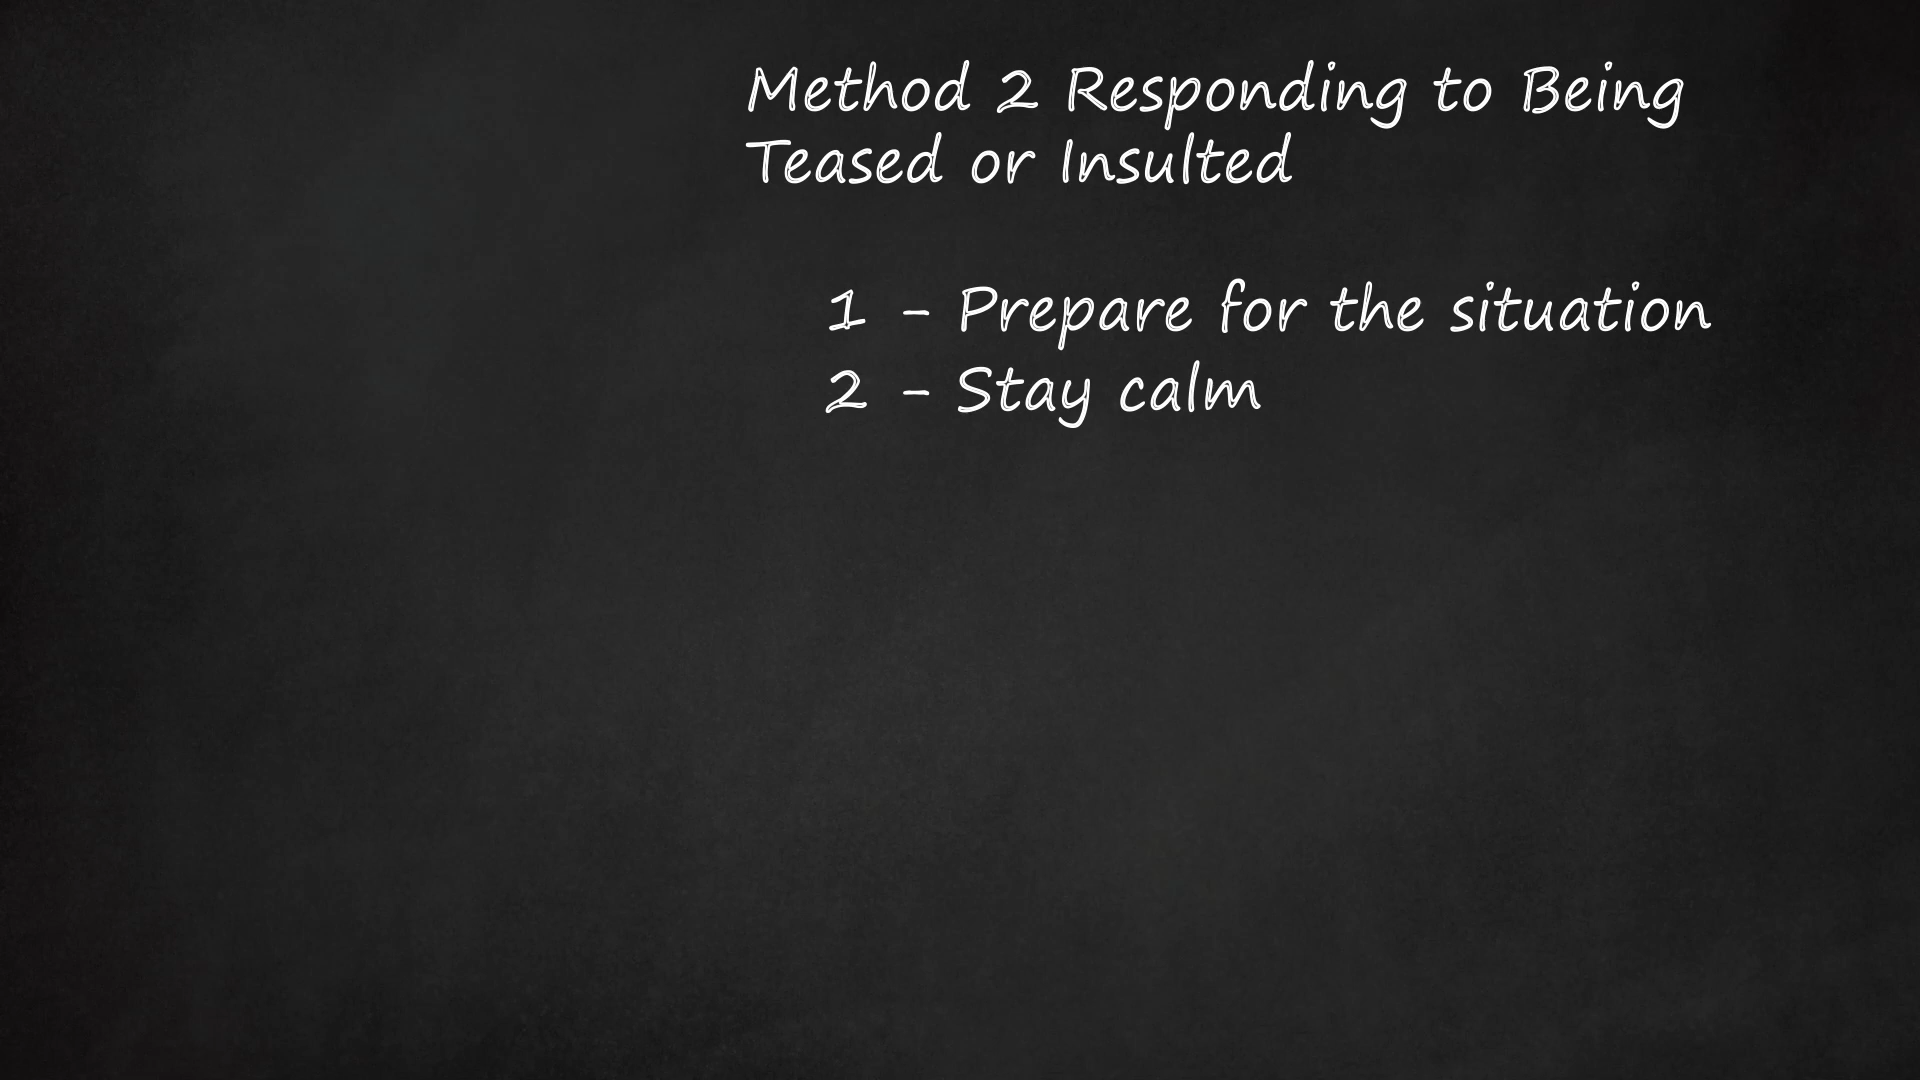 Method 2 Responding to Being
Teased or Insulted
1 - Prepare for the situation
2 - Stay calm